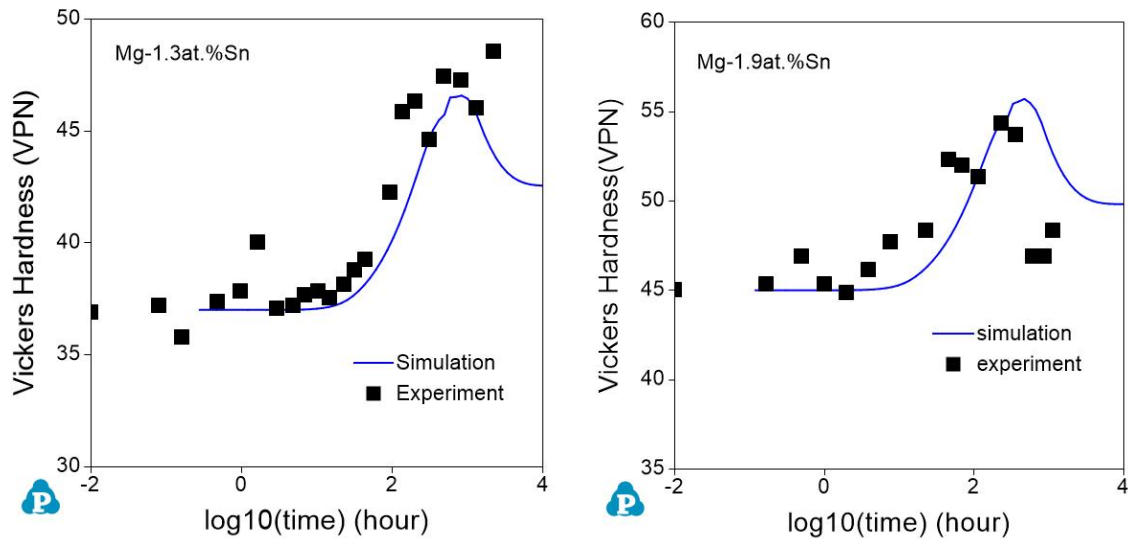 Mg-1.3at.%Sn
Vickers Hardness (VPN)
50
45
40
35
30
Simulation
Experiment
-2
0
2
4
log10(time) (hour)
P
Mg-1.9at.%Sn
Vickers Hardness(VPN)
60
55
50
45
40
35
simulation
experiment
-2
0
2
4
log10(time) (hour)
P